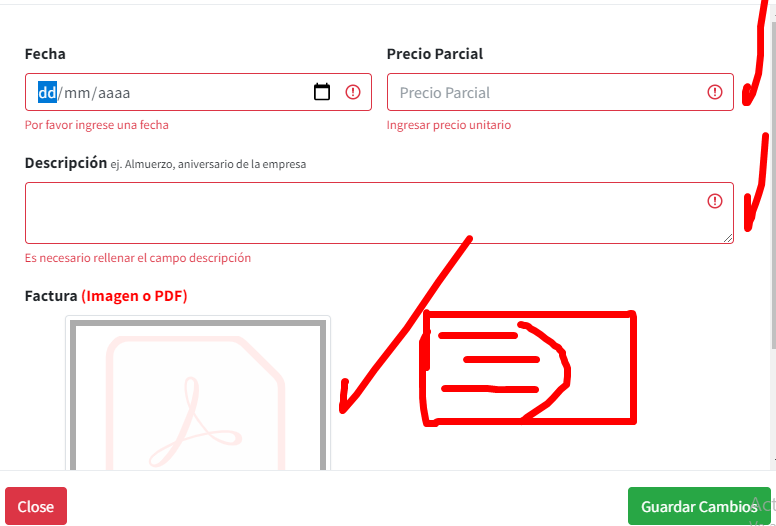 Fecha
Precio Parcial
dd/mm/aaaa
Precio Parcial
Por favor ingrese una fecha
Ingresar precio unitario
Descripción ej. Almuerzo, aniversario de la empresa
Es necesario rellenar el campo descripción
Factura (Imagen o PDF)
Close
Guardar Cambios
Act